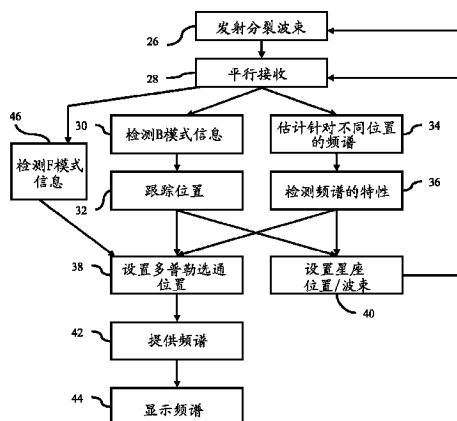 26
发射分裂波束
28
平行接收
46
检测F模式
信息
30
检测B模式信息
估计针对不同位置
的频谱
34
32
跟踪位置
检测频谱的特性
36
38
设置多普勒选通
位置
设置星座
位置/波束
40
42
提供频谱
44
显示频谱